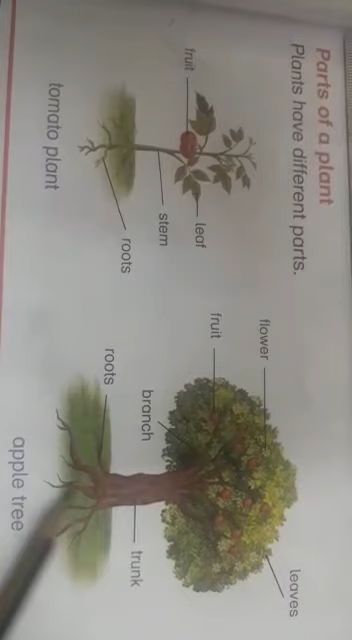 Parts of a plant
Plants have different parts.
fruit
leaf
stem
roots
tomato plant
flower
fruit
leaves
branch
roots
trunk
apple tree